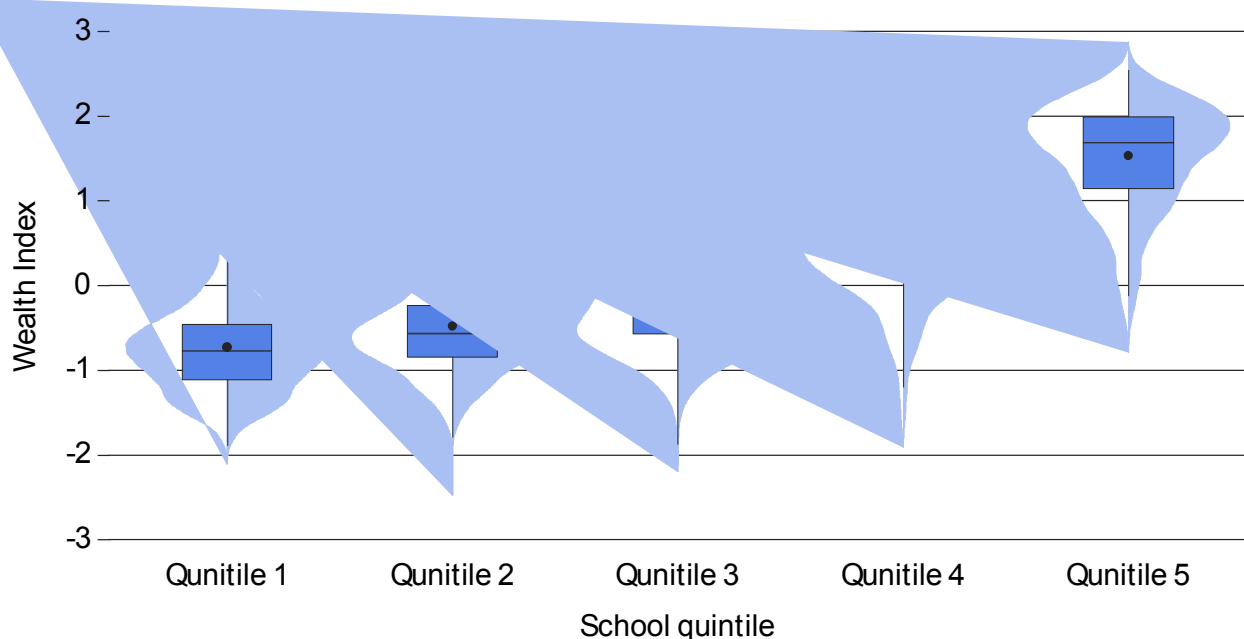 3
2
1
0
-1
-2
-3
Wealth Index
Qunitile 1
Qunitile 2
Qunitile 3
Qunitile 4
Qunitile 5
School quintile